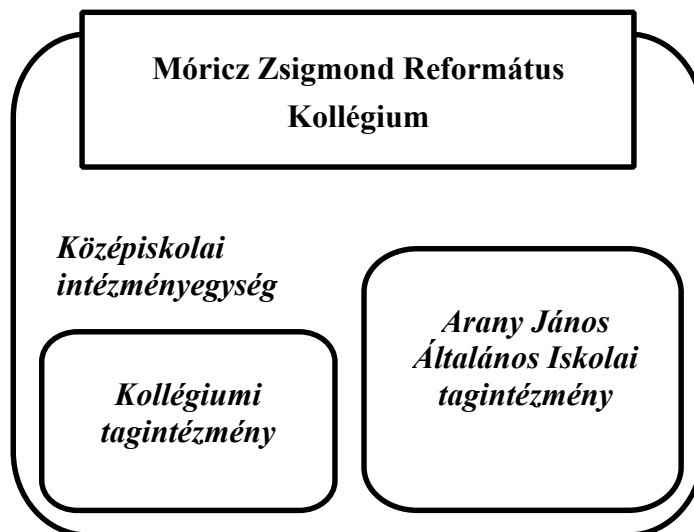 Móricz Zsigmond Református
Kollégium
Középiskolai
intézményegység
Kollégiumi
tagintézmény
Arany János
Általános Iskolai
tagintézmény